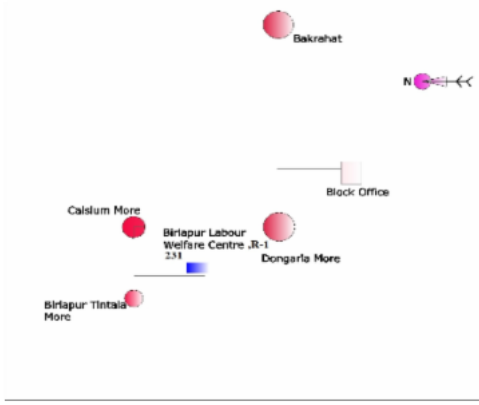 Bakrahat
N
Block Office
Calsium More
Birlapur Labour
Welfare Centre .R-1
231
Dongaria More
Birlapur Tintala
More